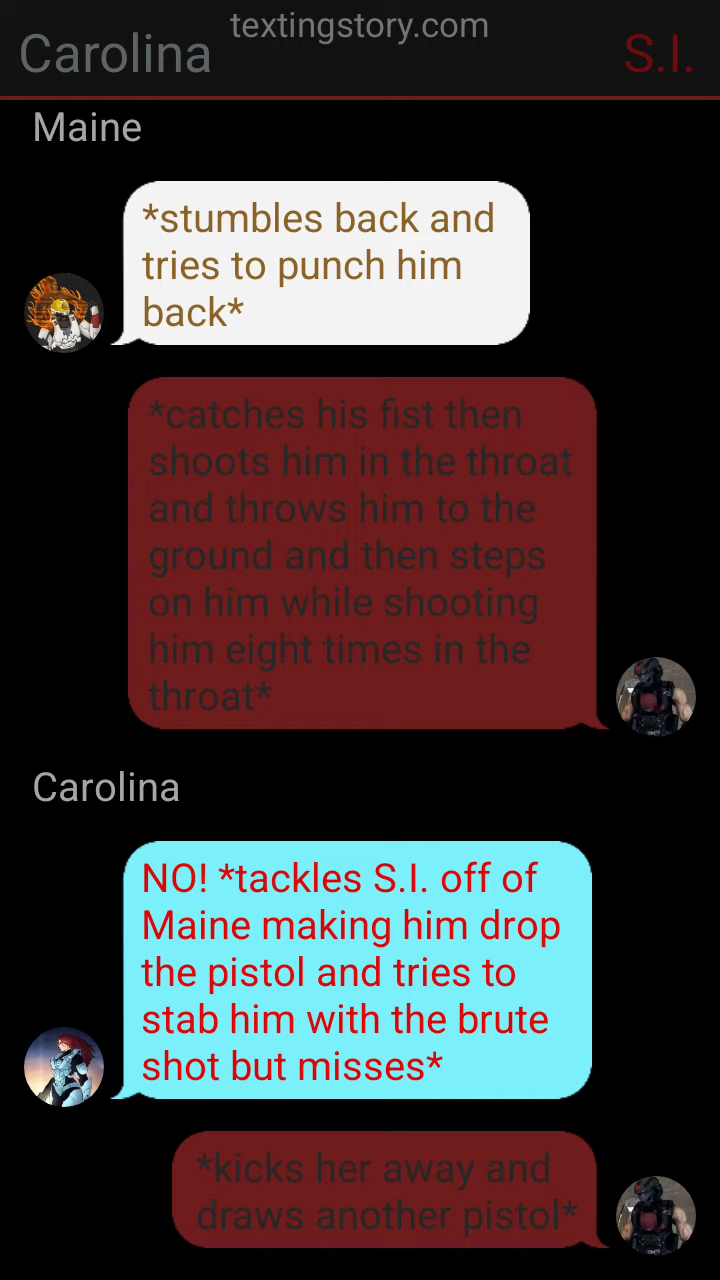 textingstory.com
Carolina
S.I.
Maine
*stumbles back and
tries to punch him
back*
*catches his fist then
shoots him in the throat
and throws him to the
ground and then steps
on him while shooting
him eight times in the
throat*
Carolina
NO! *tackles S.I. off of
Maine making him drop
the pistol and tries to
stab him with the brute
shot but misses*
*kicks her away and
draws another pistol*